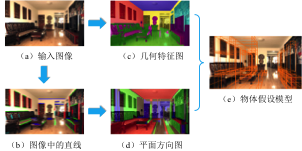 (a) 输入图像
(c) 几何特征图
(e) 物体假设模型
(b) 图像中的直线
(d) 平面方向图